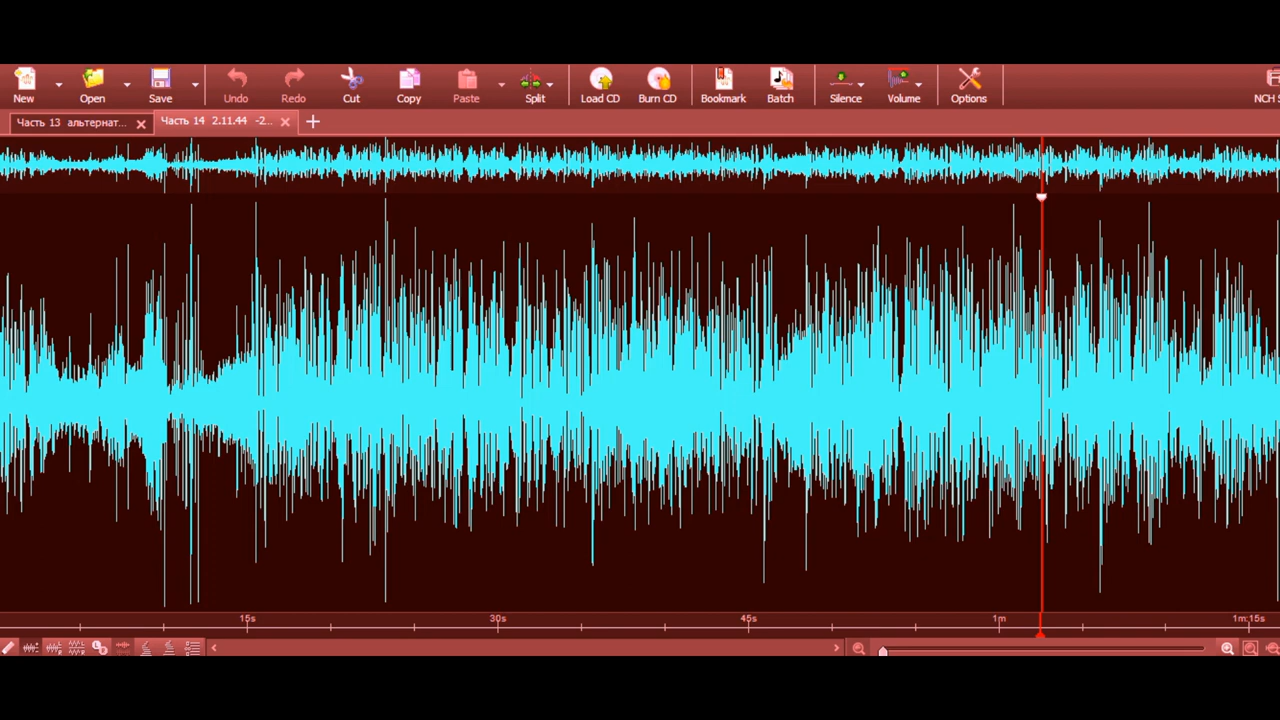 New Open Save Undo Redo Cut Copy Paste Split Load CD Burn CD Bookmark Batch Silence Volume Options NCH S
Часть 13 альтернат... Часть 14 2.11.44 -2...
15s 30s 45s 1m 1m:15s